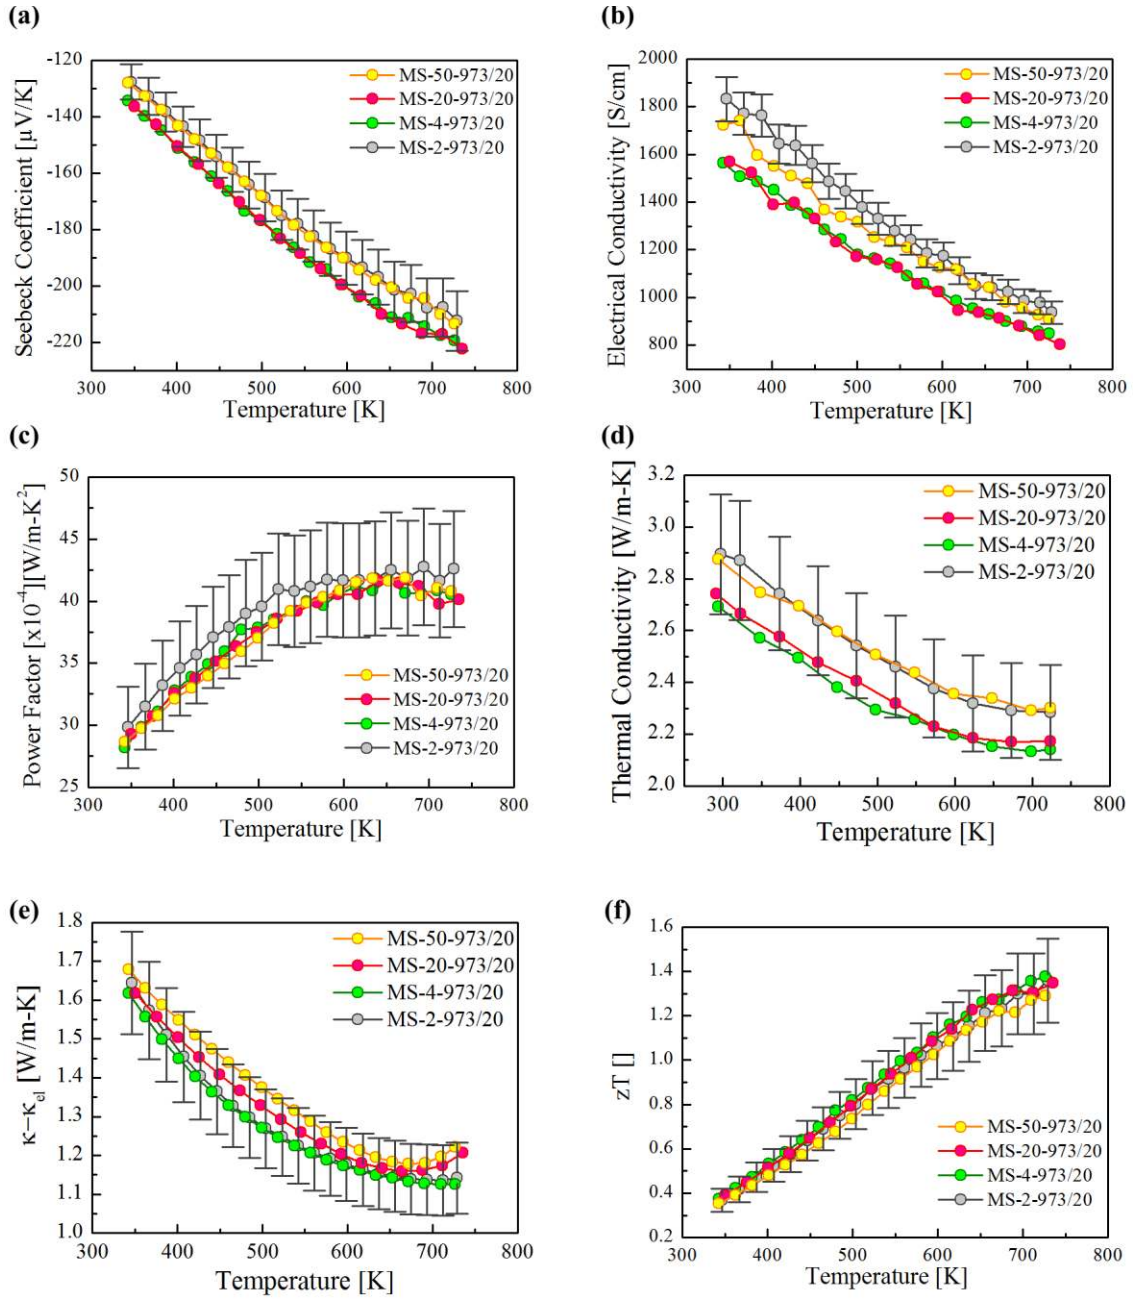 (a)
-120
-140
-160
-180
-200
-220
Seebeck Coefficient [µV/K]
MS-50-973/20
MS-20-973/20
MS-4-973/20
MS-2-973/20
300 400 500 600 700 800
Temperature [K]
(b)
2000
1800
1600
1400
1200
1000
800
Electrical Conductivity [S/cm]
MS-50-973/20
MS-20-973/20
MS-4-973/20
MS-2-973/20
300 400 500 600 700 800
Temperature [K]
(c)
50
45
40
35
30
25
Power Factor [x10⁻⁴][W/m-K²]
MS-50-973/20
MS-20-973/20
MS-4-973/20
MS-2-973/20
300 400 500 600 700 800
Temperature [K]
(d)
3.2
3.0
2.8
2.6
2.4
2.2
2.0
Thermal Conductivity [W/m-K]
MS-50-973/20
MS-20-973/20
MS-4-973/20
MS-2-973/20
300 400 500 600 700 800
Temperature [K]
(e)
1.8
1.7
1.6
1.5
1.4
1.3
1.2
1.1
1.0
κ−κel [W/m-K]
MS-50-973/20
MS-20-973/20
MS-4-973/20
MS-2-973/20
300 400 500 600 700 800
Temperature [K]
(f)
1.6
1.4
1.2
1.0
0.8
0.6
0.4
0.2
zT []
MS-50-973/20
MS-20-973/20
MS-4-973/20
MS-2-973/20
300 400 500 600 700 800
Temperature [K]